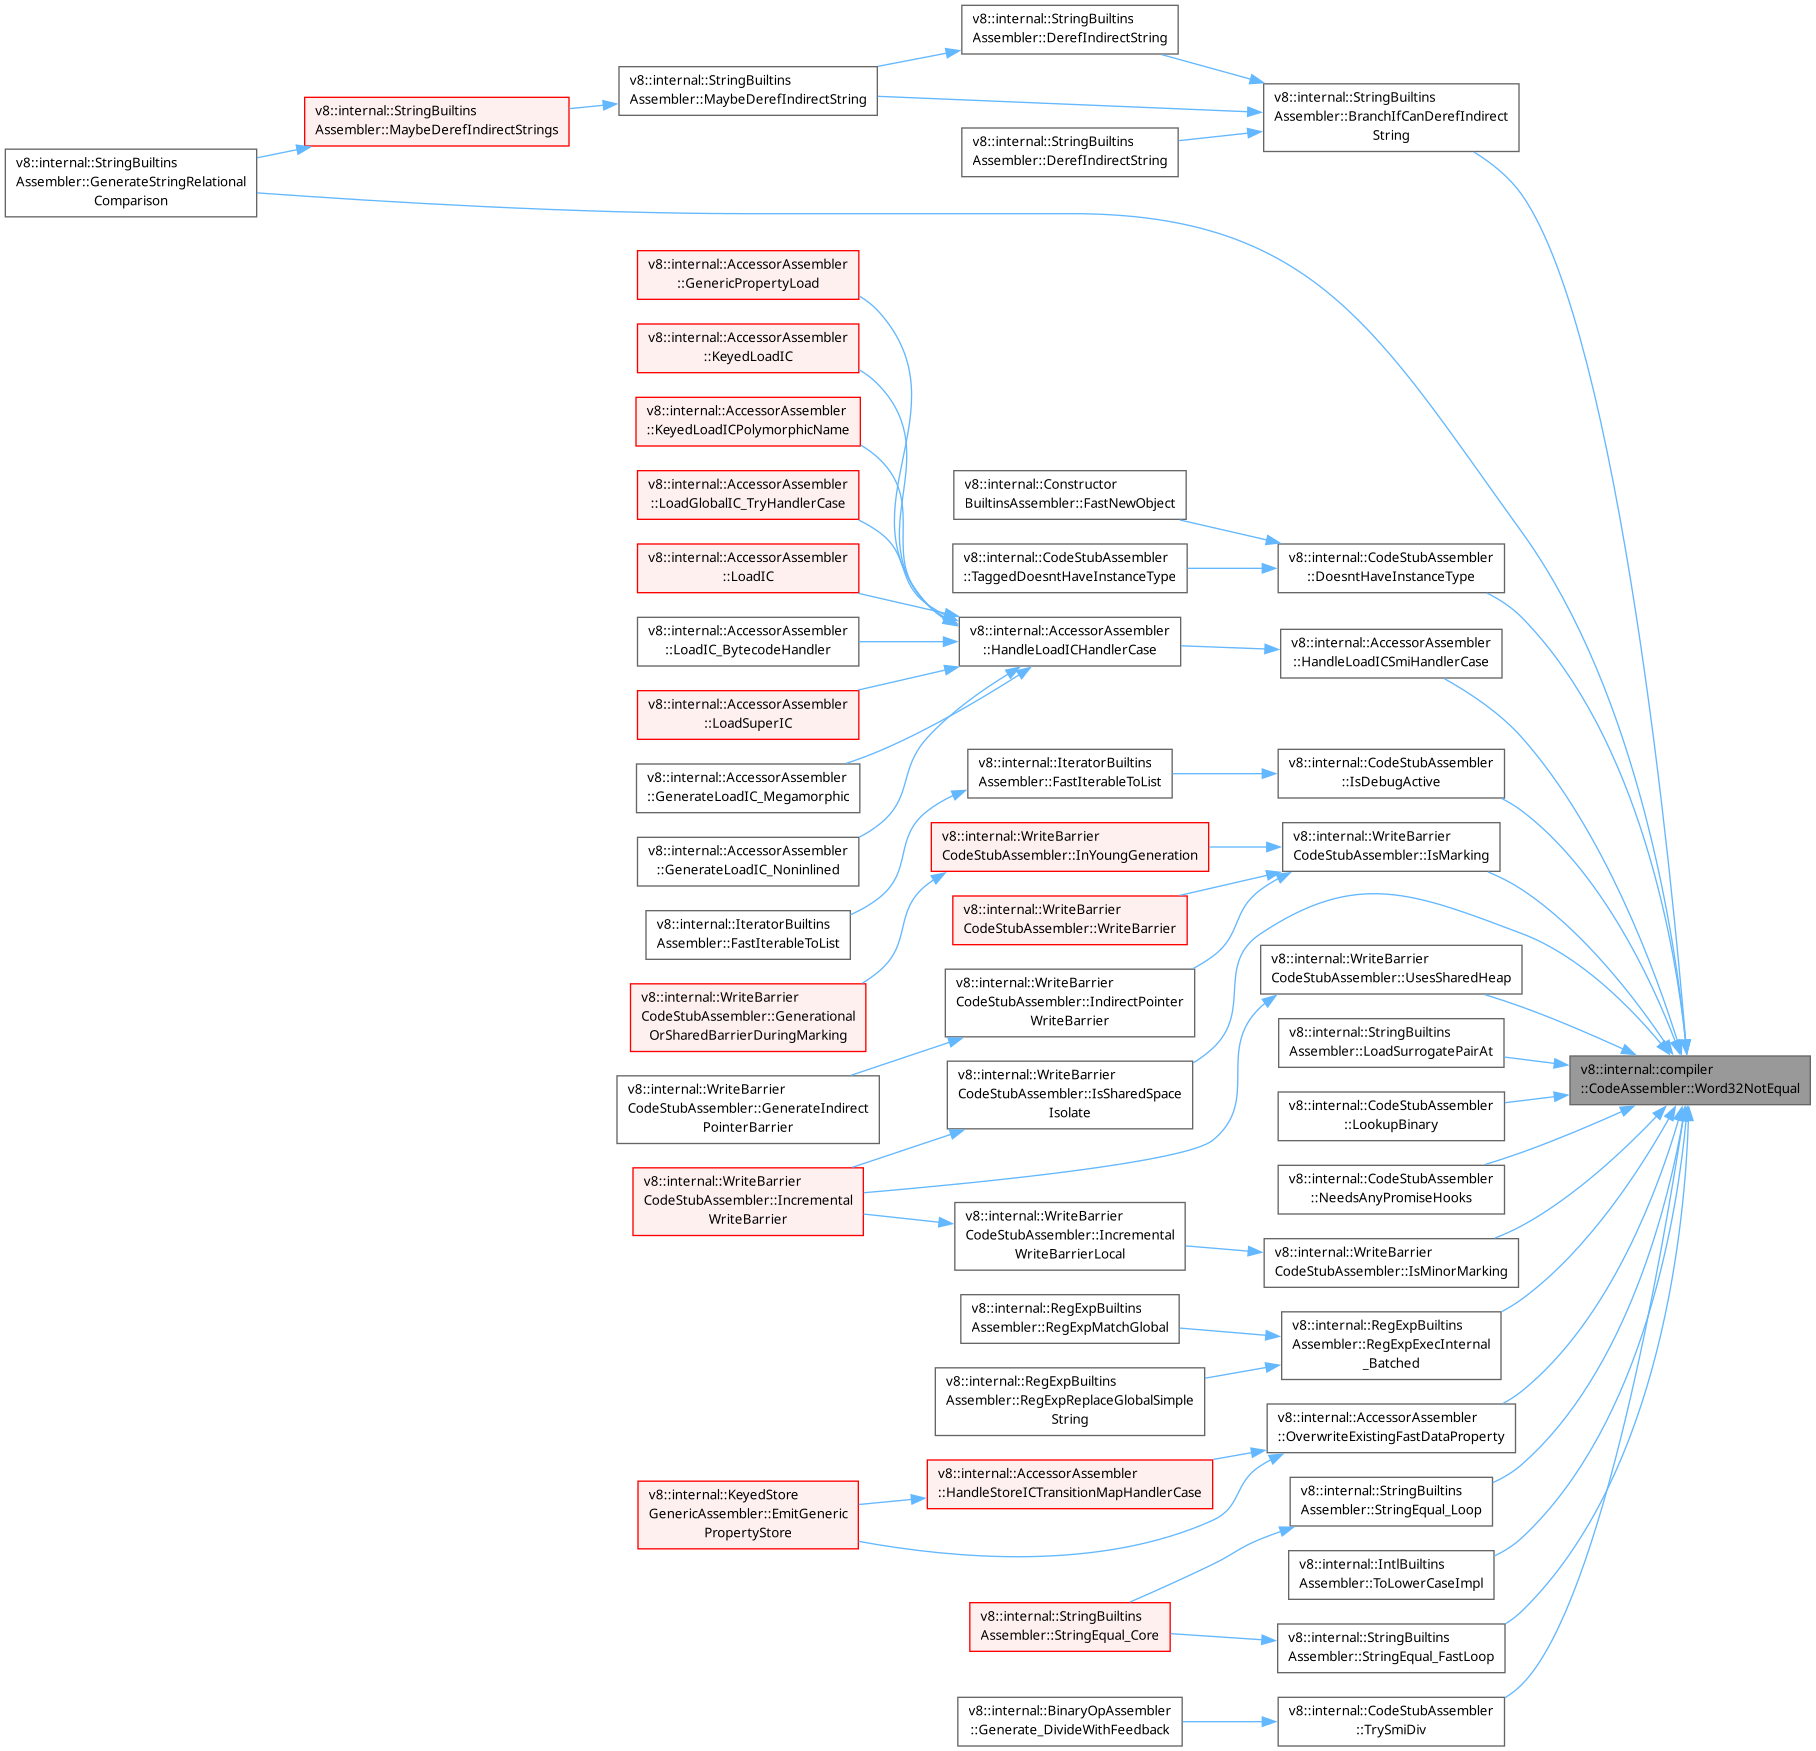 v8::internal::StringBuiltins
Assembler::DerefIndirectString
v8::internal::StringBuiltins
Assembler::MaybeDerefIndirectString
v8::internal::StringBuiltins
Assembler::BranchIfCanDerefIndirect
String
v8::internal::StringBuiltins
Assembler::MaybeDerefIndirectStrings
v8::internal::StringBuiltins
Assembler::DerefIndirectString
v8::internal::StringBuiltins
Assembler::GenerateStringRelational
Comparison
v8::internal::AccessorAssembler
::GenericPropertyLoad
v8::internal::AccessorAssembler
::KeyedLoadIC
v8::internal::AccessorAssembler
::KeyedLoadICPolymorphicName
v8::internal::AccessorAssembler
::LoadGlobalIC_TryHandlerCase
v8::internal::Constructor
BuiltinsAssembler::FastNewObject
v8::internal::AccessorAssembler
::LoadIC
v8::internal::CodeStubAssembler
::TaggedDoesntHaveInstanceType
v8::internal::CodeStubAssembler
::DoesntHaveInstanceType
v8::internal::AccessorAssembler
::LoadIC_BytecodeHandler
v8::internal::AccessorAssembler
::HandleLoadICHandlerCase
v8::internal::AccessorAssembler
::HandleLoadICSmiHandlerCase
v8::internal::AccessorAssembler
::LoadSuperIC
v8::internal::AccessorAssembler
::GenerateLoadIC_Megamorphic
v8::internal::IteratorBuiltins
Assembler::FastIterableToList
v8::internal::CodeStubAssembler
::IsDebugActive
v8::internal::AccessorAssembler
::GenerateLoadIC_Noninlined
v8::internal::WriteBarrier
CodeStubAssembler::InYoungGeneration
v8::internal::WriteBarrier
CodeStubAssembler::IsMarking
v8::internal::IteratorBuiltins
Assembler::FastIterableToList
v8::internal::WriteBarrier
CodeStubAssembler::WriteBarrier
v8::internal::WriteBarrier
CodeStubAssembler::UsesSharedHeap
v8::internal::WriteBarrier
CodeStubAssembler::Generational
OrSharedBarrierDuringMarking
v8::internal::WriteBarrier
CodeStubAssembler::IndirectPointer
WriteBarrier
v8::internal::StringBuiltins
Assembler::LoadSurrogatePairAt
v8::internal::compiler
::CodeAssembler::Word32NotEqual
v8::internal::WriteBarrier
CodeStubAssembler::GenerateIndirect
PointerBarrier
v8::internal::WriteBarrier
CodeStubAssembler::IsSharedSpace
Isolate
v8::internal::CodeStubAssembler
::LookupBinary
v8::internal::WriteBarrier
CodeStubAssembler::Incremental
WriteBarrier
v8::internal::CodeStubAssembler
::NeedsAnyPromiseHooks
v8::internal::WriteBarrier
CodeStubAssembler::Incremental
WriteBarrierLocal
v8::internal::WriteBarrier
CodeStubAssembler::IsMinorMarking
v8::internal::RegExpBuiltins
Assembler::RegExpMatchGlobal
v8::internal::RegExpBuiltins
Assembler::RegExpExecInternal
_Batched
v8::internal::RegExpBuiltins
Assembler::RegExpReplaceGlobalSimple
String
v8::internal::AccessorAssembler
::OverwriteExistingFastDataProperty
v8::internal::KeyedStore
GenericAssembler::EmitGeneric
PropertyStore
v8::internal::AccessorAssembler
::HandleStoreICTransitionMapHandlerCase
v8::internal::StringBuiltins
Assembler::StringEqual_Loop
v8::internal::IntlBuiltins
Assembler::ToLowerCaseImpl
v8::internal::StringBuiltins
Assembler::StringEqual_Core
v8::internal::StringBuiltins
Assembler::StringEqual_FastLoop
v8::internal::BinaryOpAssembler
::Generate_DivideWithFeedback
v8::internal::CodeStubAssembler
::TrySmiDiv